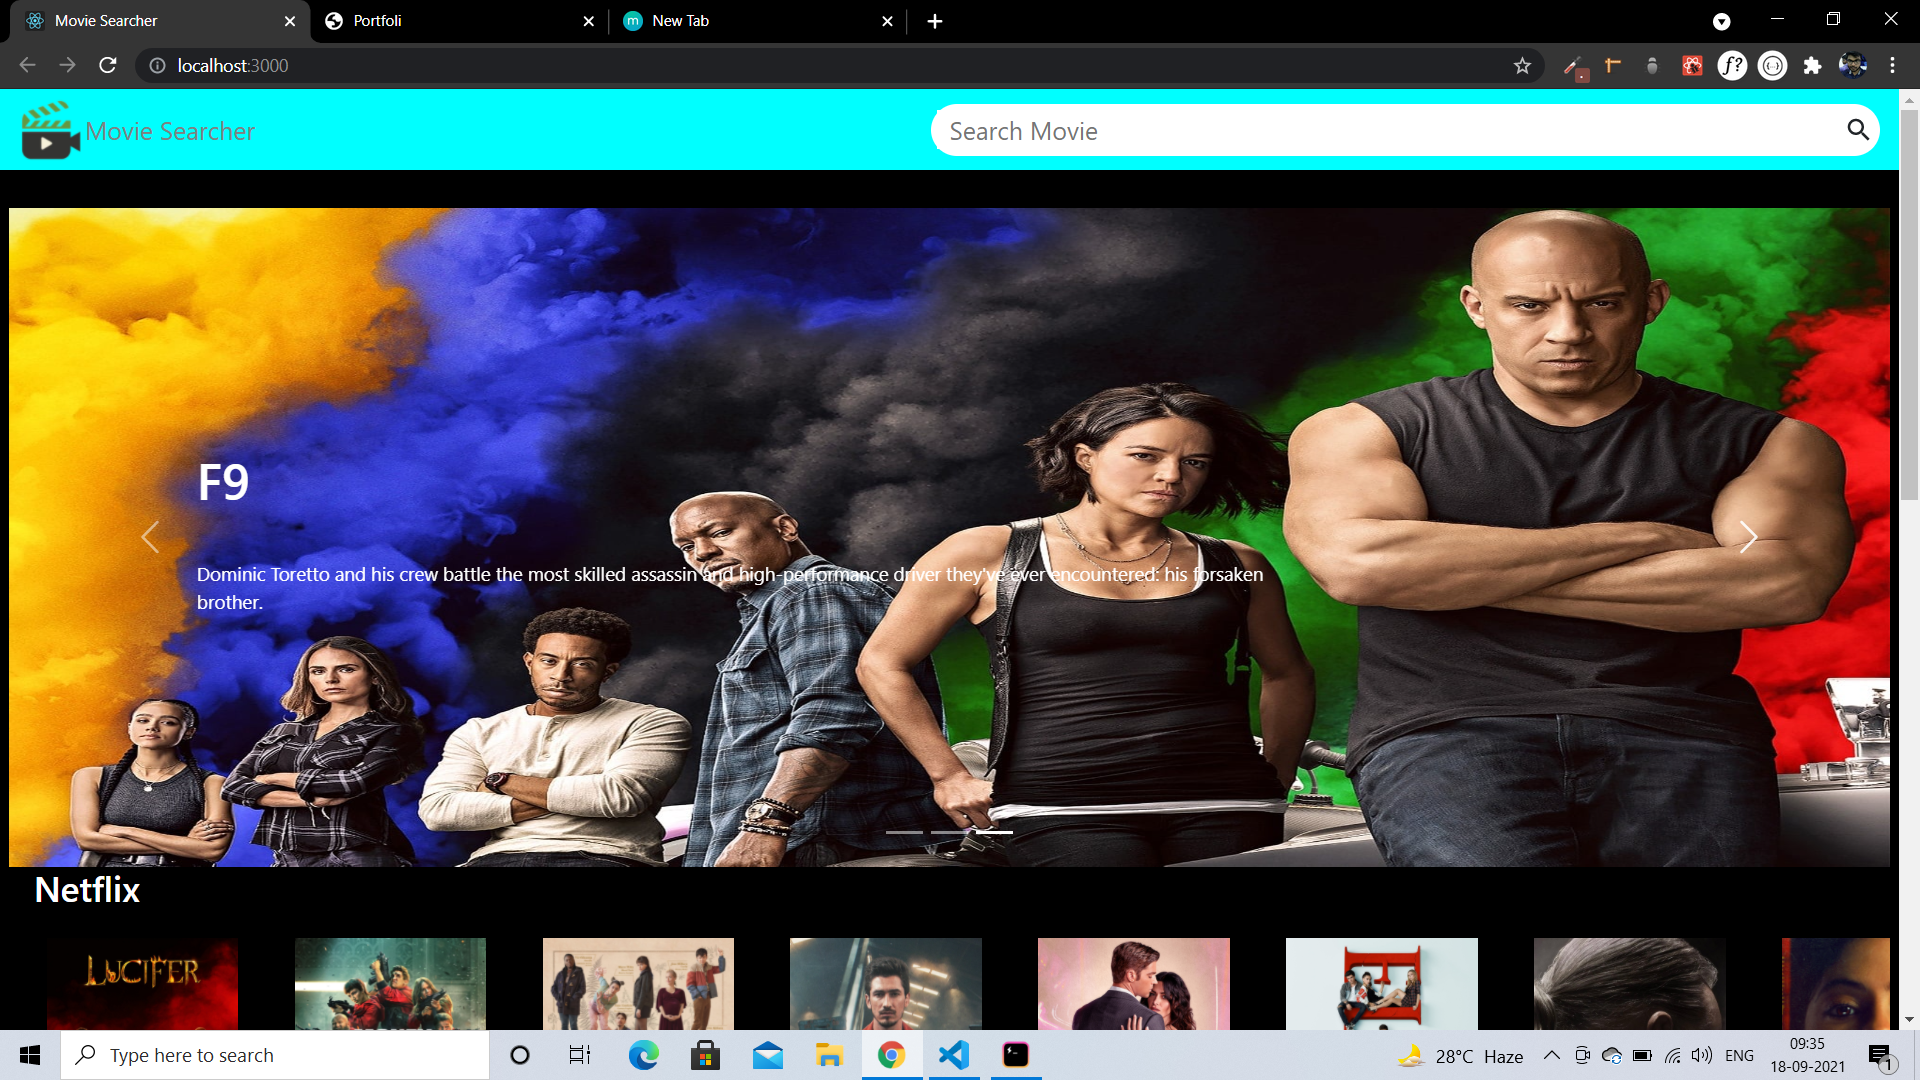 Movie Searcher
Portfoli
New Tab
localhost:3000
Movie Searcher
Search Movie
F9
Dominic Toretto and his crew battle the most skilled assassin and high-performance driver they've ever encountered: his forsaken
brother.
Netflix
LUCIFER
Type here to search
28°C Haze
ENG
09:35
18-09-2021
1